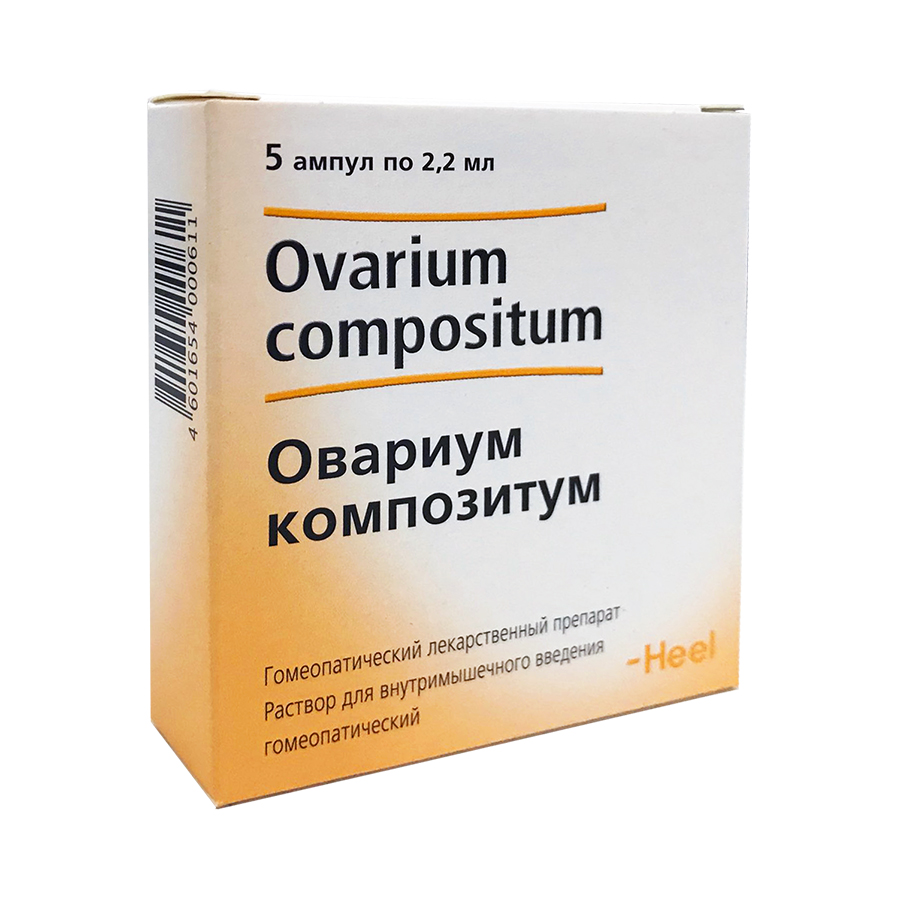 5 ампул по 2,2 мл
Ovarium
compositum
Овариум
композитум
Гомеопатический лекарственный препарат
Раствор для внутримышечного введения
гомеопатический
-Heel
4 601654 000611